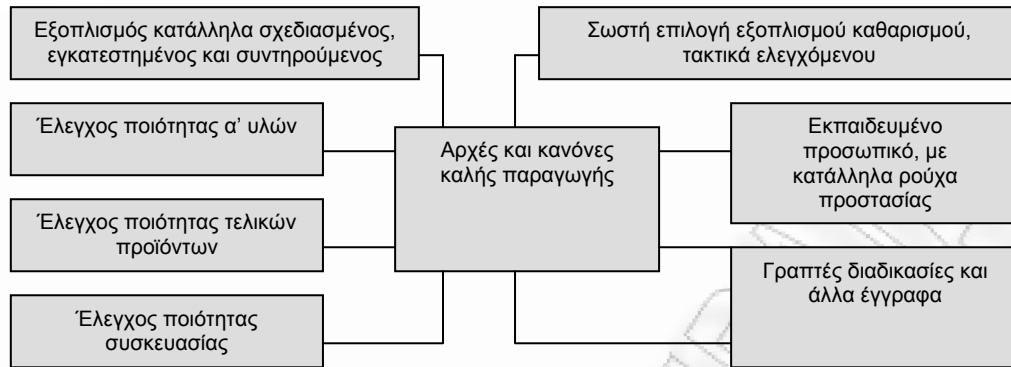 Εξοπλισμός κατάλληλα σχεδιασμένος,
εγκατεστημένος και συντηρούμενος
Σωστή επιλογή εξοπλισμού καθαρισμού,
τακτικά ελεγχόμενου
Έλεγχος ποιότητας α’ υλών
Αρχές και κανόνες
καλής παραγωγής
Εκπαιδευμένο
προσωπικό, με
κατάλληλα ρούχα
προστασίας
Έλεγχος ποιότητας τελικών
προϊόντων
Γραπτές διαδικασίες και
άλλα έγγραφα
Έλεγχος ποιότητας
συσκευασίας